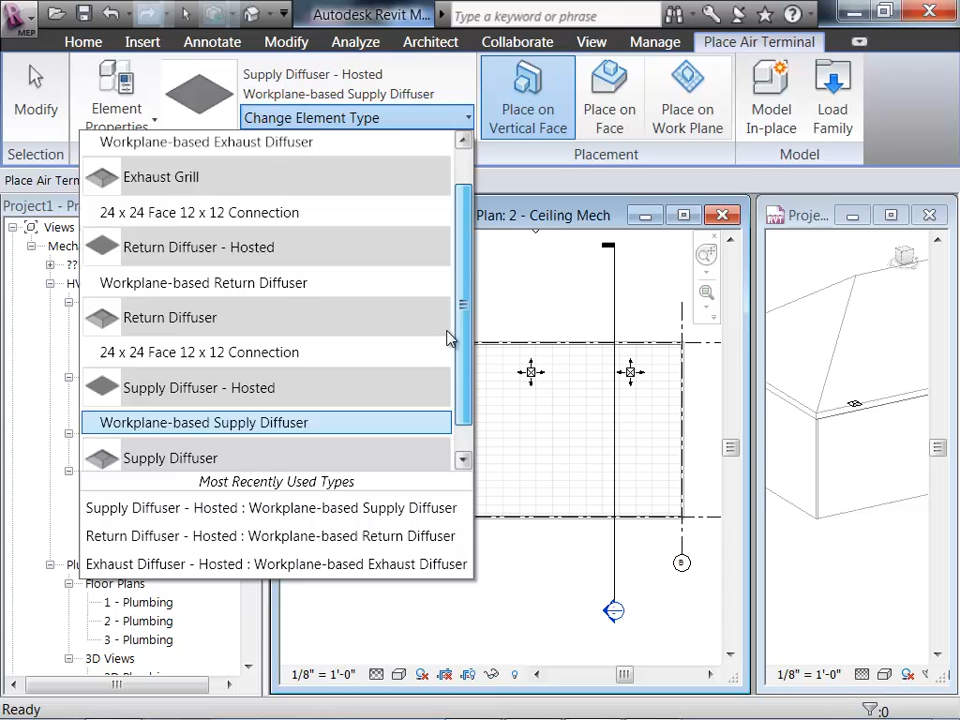 Autodesk Revit M...
Type a keyword or phrase
MEP
Home
Insert
Annotate
Modify
Analyze
Architect
Collaborate
View
Manage
Place Air Terminal
Modify
Element
Properties
Supply Diffuser - Hosted
Workplane-based Supply Diffuser
Change Element Type
Place on
Vertical Face
Place on
Face
Place on
Work Plane
Model
In-place
Load
Family
Selection
Placement
Model
Place Air Term
Project1 - P
Views
Mecha
??
HV
Plu
Floor Plans
1 - Plumbing
2 - Plumbing
3 - Plumbing
3D Views
Workplane-based Exhaust Diffuser
Exhaust Grill
24 x 24 Face 12 x 12 Connection
Return Diffuser - Hosted
Workplane-based Return Diffuser
Return Diffuser
24 x 24 Face 12 x 12 Connection
Supply Diffuser - Hosted
Workplane-based Supply Diffuser
Supply Diffuser
Most Recently Used Types
Supply Diffuser - Hosted : Workplane-based Supply Diffuser
Return Diffuser - Hosted : Workplane-based Return Diffuser
Exhaust Diffuser - Hosted : Workplane-based Exhaust Diffuser
Plan: 2 - Ceiling Mech
Proje...
1/8" = 1'-0"
1/8" = 1'-0"
Ready
:0